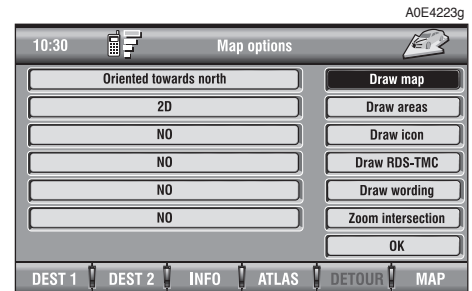 A0E4223g
10:30 Map options
Oriented towards north Draw map
2D Draw areas
NO Draw icon
NO Draw RDS-TMC
NO Draw wording
NO Zoom intersection
OK
DEST 1 DEST 2 INFO ATLAS DETOUR MAP